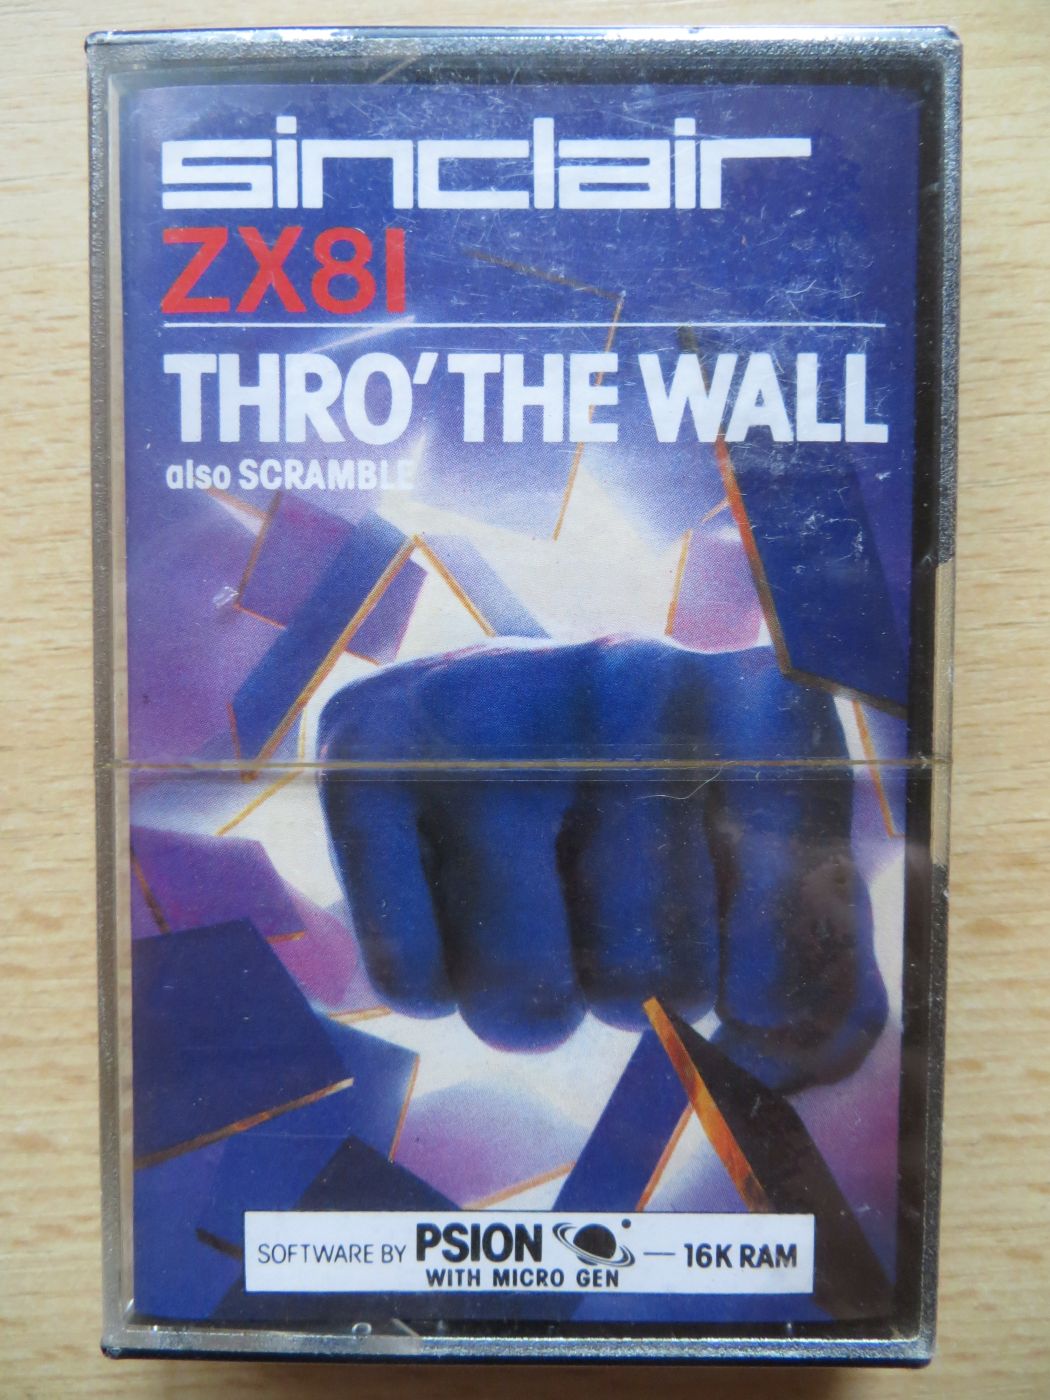 sinclair
ZX81
THRO' THE WALL
also SCRAMBLE
SOFTWARE BY PSION — 16K RAM
WITH MICRO GEN